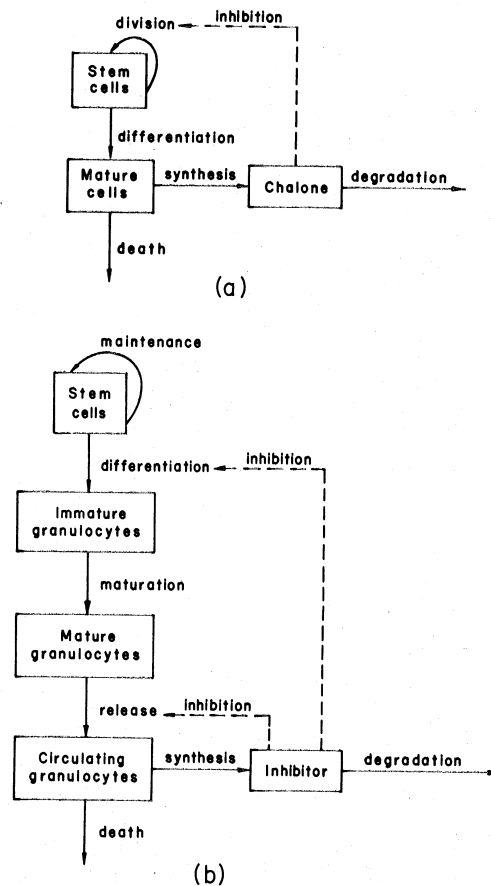 division
inhibition
Stem
cells
differentiation
Mature
cells
synthesis
Chalone
degradation
death
(a)
maintenance
Stem
cells
differentiation
inhibition
Immature
granulocytes
maturation
Mature
granulocytes
release
inhibition
Circulating
granulocytes
synthesis
Inhibitor
degradation
death
(b)